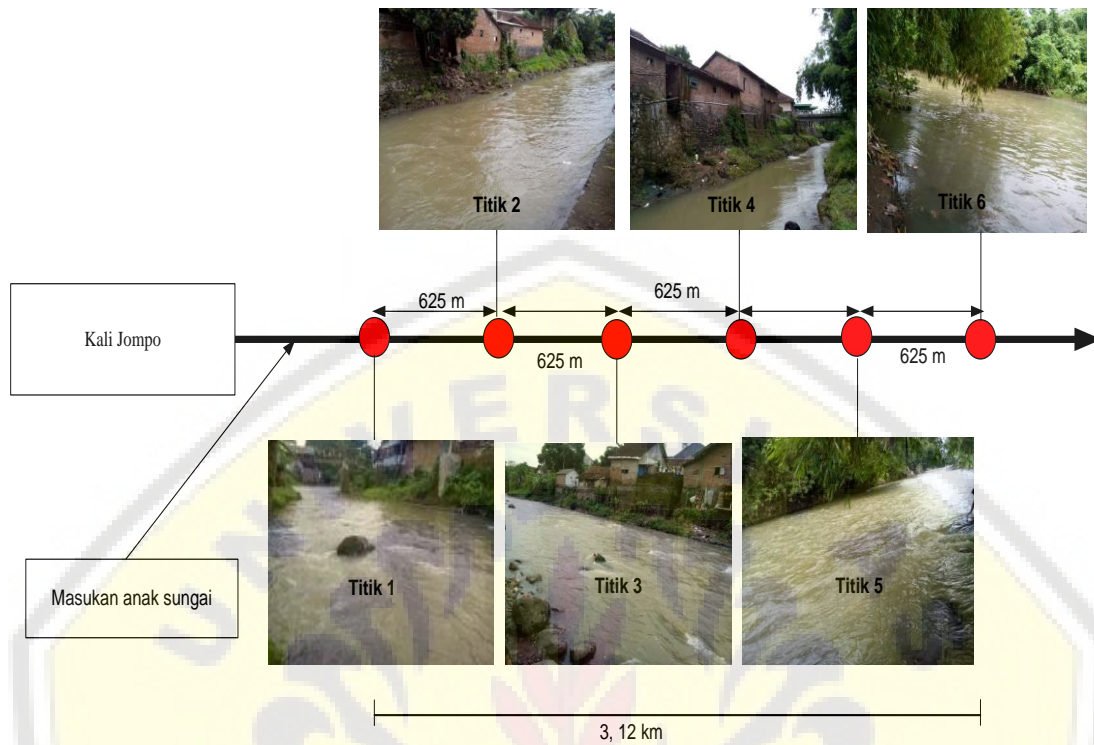 Titik 2
Titik 4
Titik 6
625 m
625 m
Kali Jompo
625 m
625 m
Titik 1
Titik 3
Titik 5
Masukan anak sungai
3, 12 km
UNIVERSI